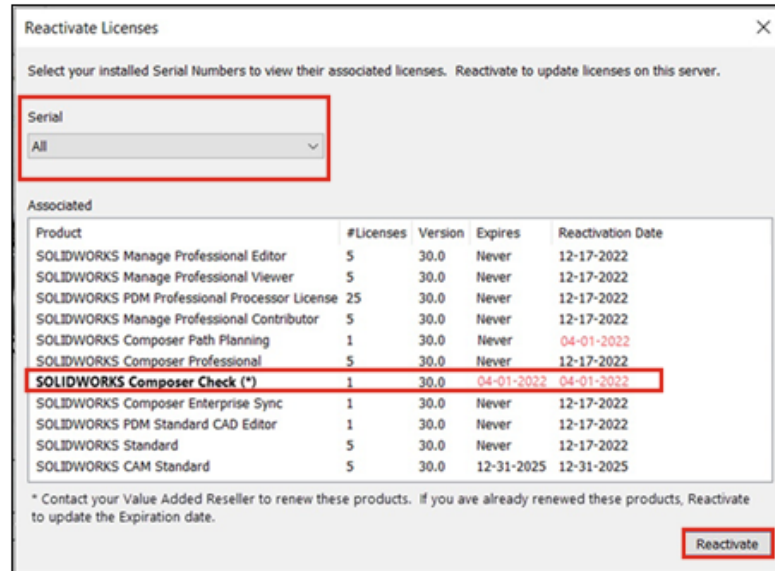 Reactivate Licenses
Select your installed Serial Numbers to view their associated licenses. Reactivate to update licenses on this server.
Serial
All
Associated
Product #Licenses Version Expires Reactivation Date
SOLIDWORKS Manage Professional Editor 5 30.0 Never 12-17-2022
SOLIDWORKS Manage Professional Viewer 5 30.0 Never 12-17-2022
SOLIDWORKS PDM Professional Processor License 25 30.0 Never 12-17-2022
SOLIDWORKS Manage Professional Contributor 5 30.0 Never 12-17-2022
SOLIDWORKS Composer Path Planning 1 30.0 Never 04-01-2022
SOLIDWORKS Composer Professional 5 30.0 Never 12-17-2022
SOLIDWORKS Composer Check (*) 1 30.0 04-01-2022 04-01-2022
SOLIDWORKS Composer Enterprise Sync 1 30.0 Never 12-17-2022
SOLIDWORKS PDM Standard CAD Editor 1 30.0 Never 12-17-2022
SOLIDWORKS Standard 5 30.0 Never 12-17-2022
SOLIDWORKS CAM Standard 5 30.0 12-31-2025 12-31-2025
* Contact your Value Added Reseller to renew these products. If you ave already renewed these products, Reactivate
to update the Expiration date.
Reactivate